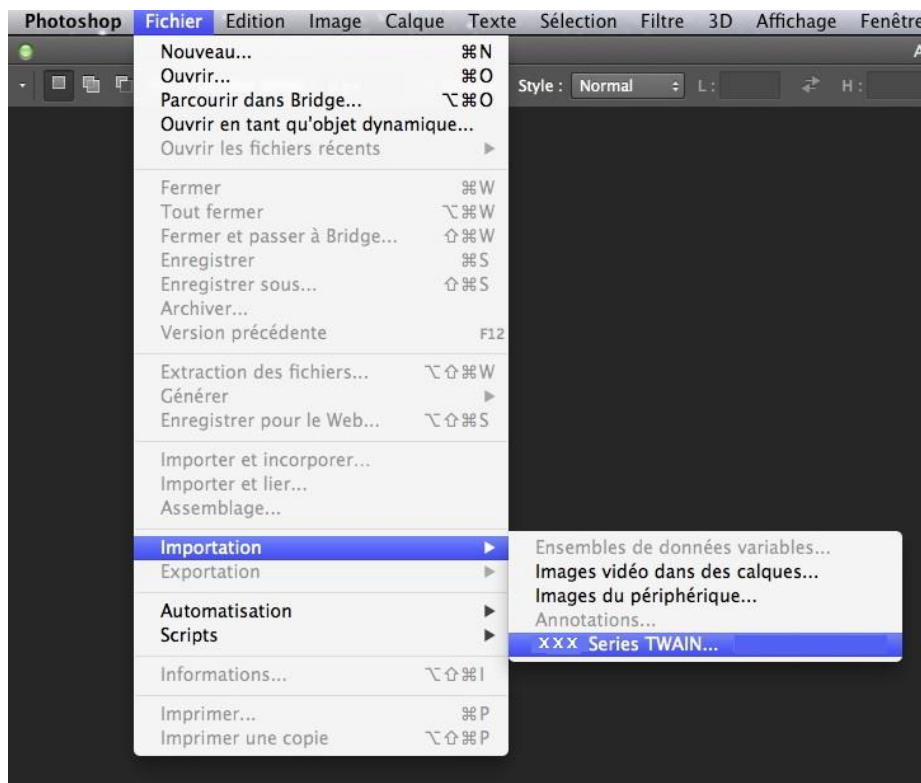 Photoshop Fichier Edition Image Calque Texte Sélection Filtre 3D Affichage Fenêtre
Nouveau... ⌘N
Ouvrir... ⌘O
Parcourir dans Bridge... ⌥⌘O
Ouvrir en tant qu'objet dynamique...
Ouvrir les fichiers récents
Style : Normal L : H :
Fermer ⌘W
Tout fermer ⌥⌘W
Fermer et passer à Bridge... ⇧⌘W
Enregistrer ⌘S
Enregistrer sous... ⇧⌘S
Archiver...
Version précédente F12
Extraction des fichiers... ⌥⇧⌘W
Générer
Enregistrer pour le Web... ⌥⇧⌘S
Importer et incorporer...
Importer et lier...
Assemblage...
Importation
Exportation
Automatisation
Scripts
Informations... ⌥⇧⌘I
Imprimer... ⌘P
Imprimer une copie ⌥⇧⌘P
Ensembles de données variables...
Images vidéo dans des calques...
Images du périphérique...
Annotations...
XXX Series TWAIN...